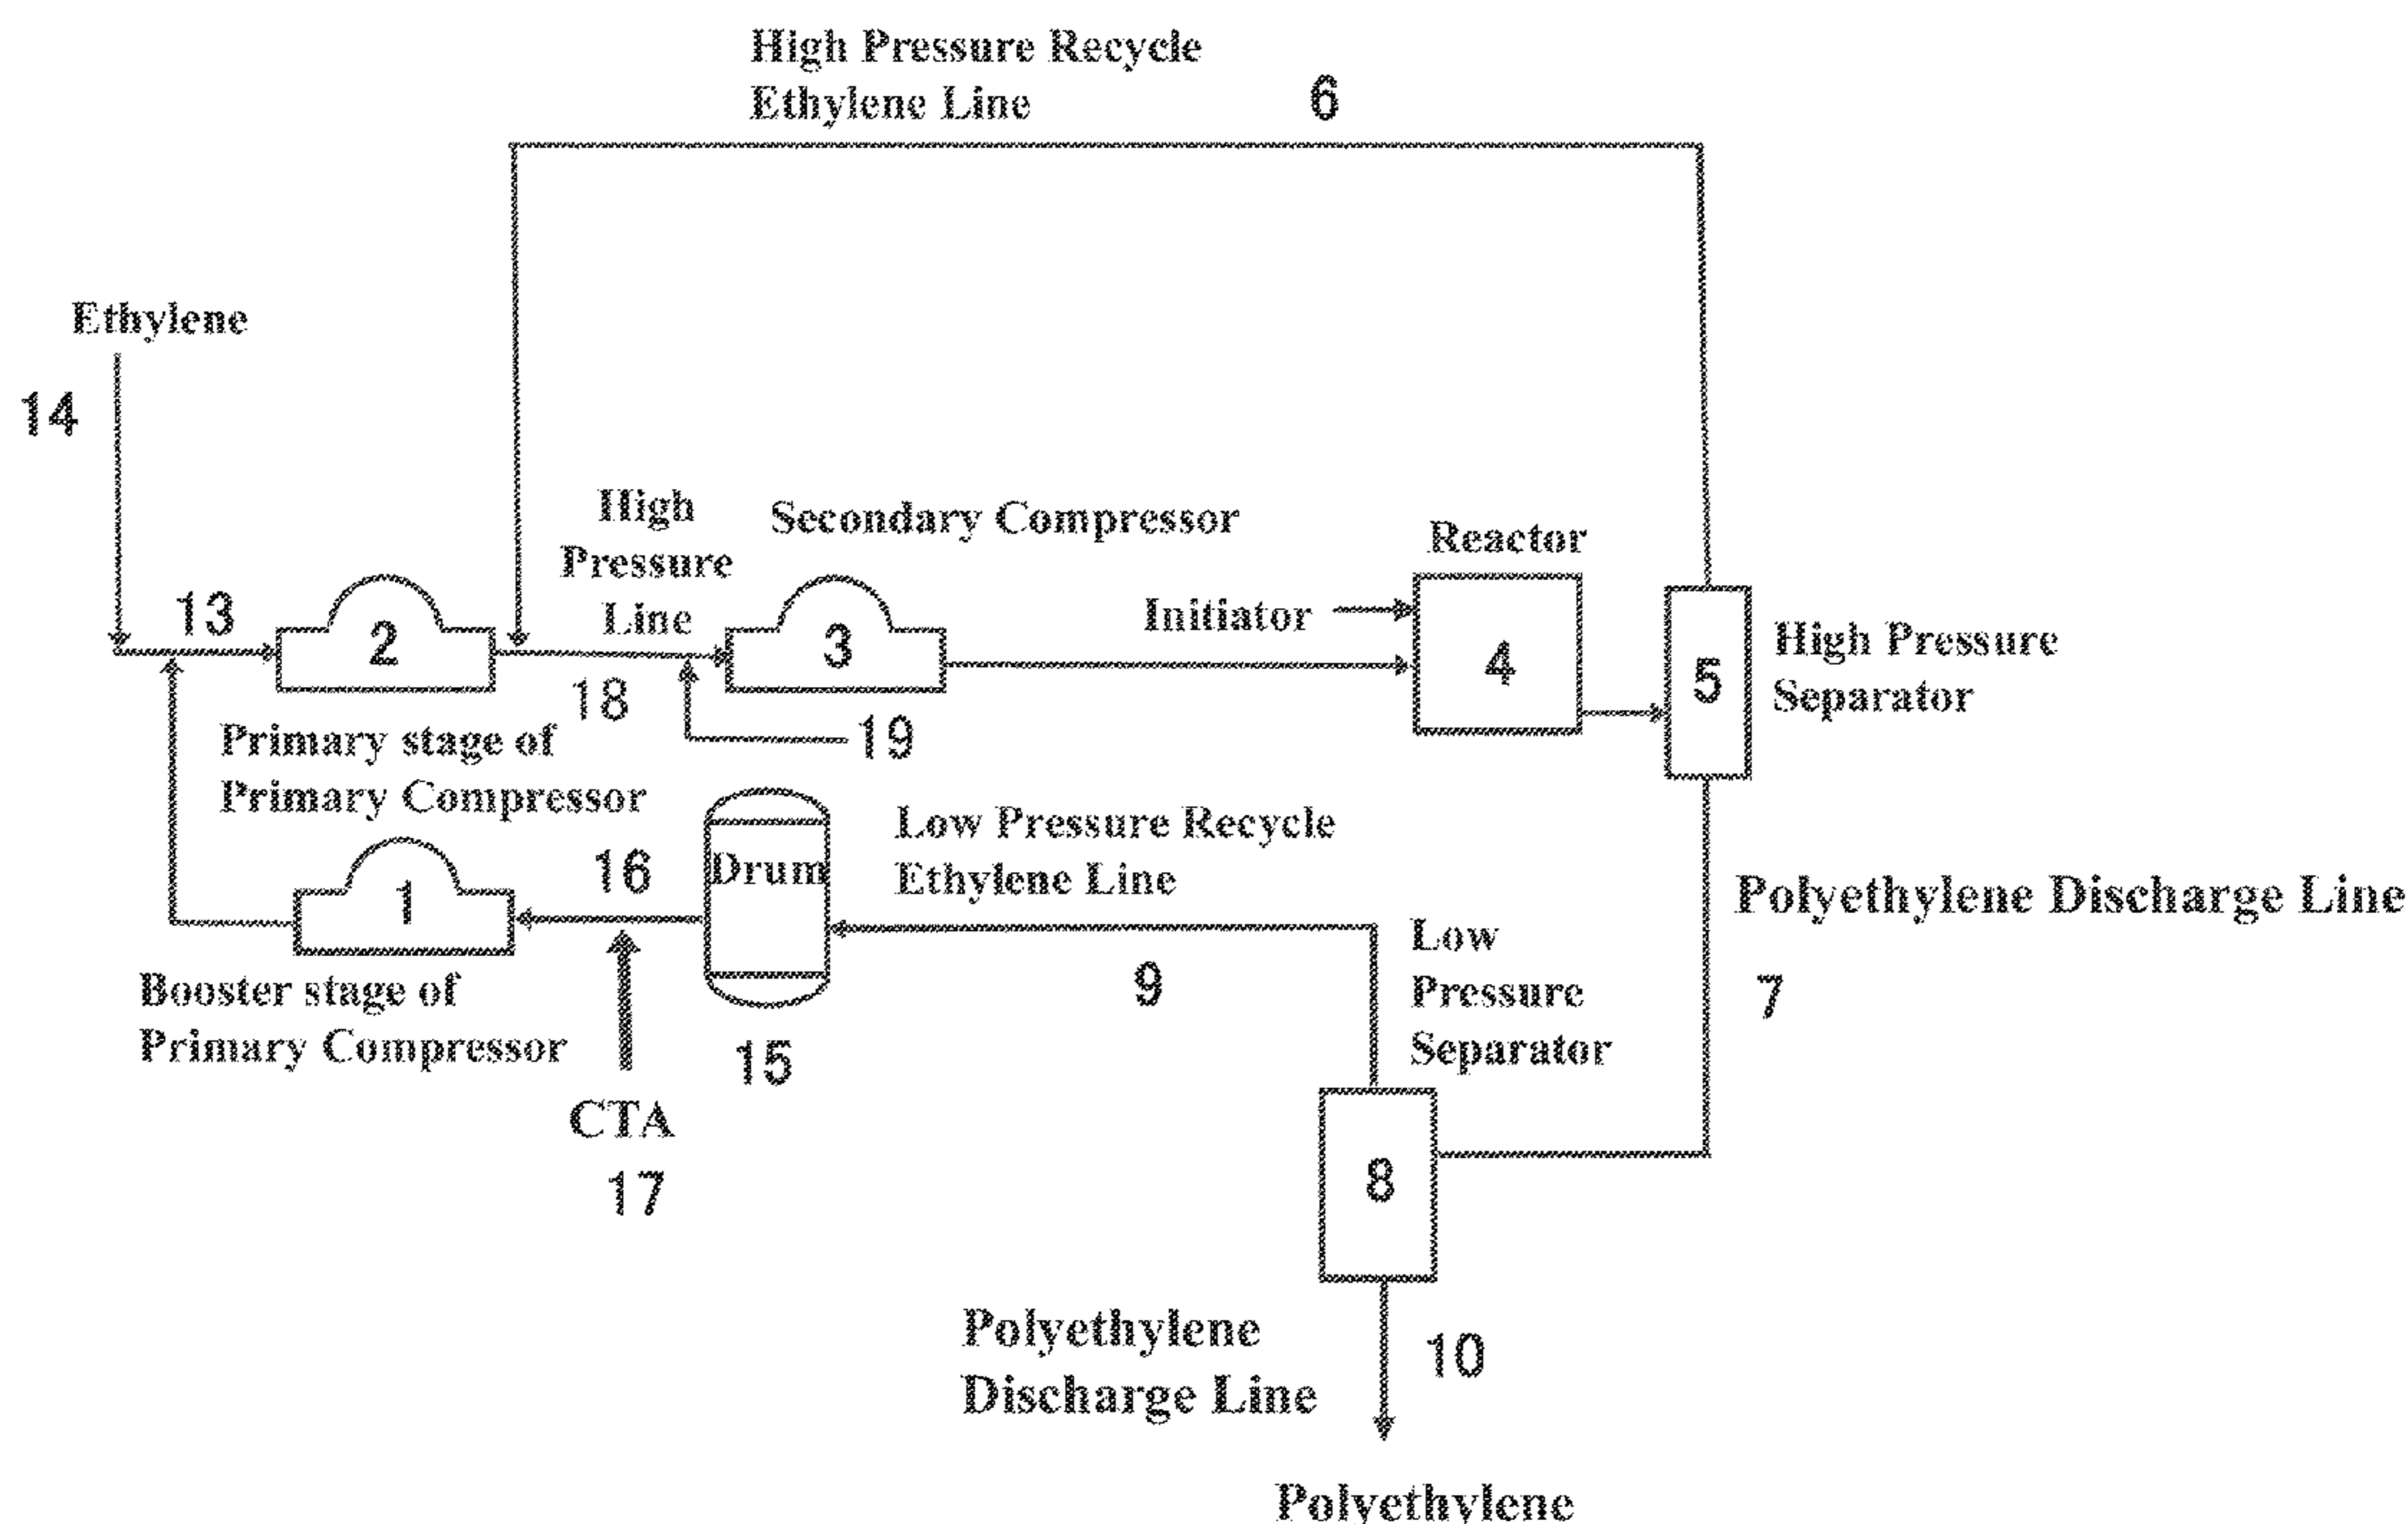 High Pressure Recycle
Ethylene Line
6
Ethylene
14
High
Pressure
Line
Secondary Compressor
Reactor
13
2
3
Initiator
4
5
High Pressure
Separator
18
19
Primary stage of
Primary Compressor
Drum
Low Pressure Recycle
Ethylene Line
16
1
Polyethylene Discharge Line
Low
Pressure
Separator
9
7
Booster stage of
Primary Compressor
15
CTA
17
8
Polyethylene
Discharge Line
10
Polyethylene